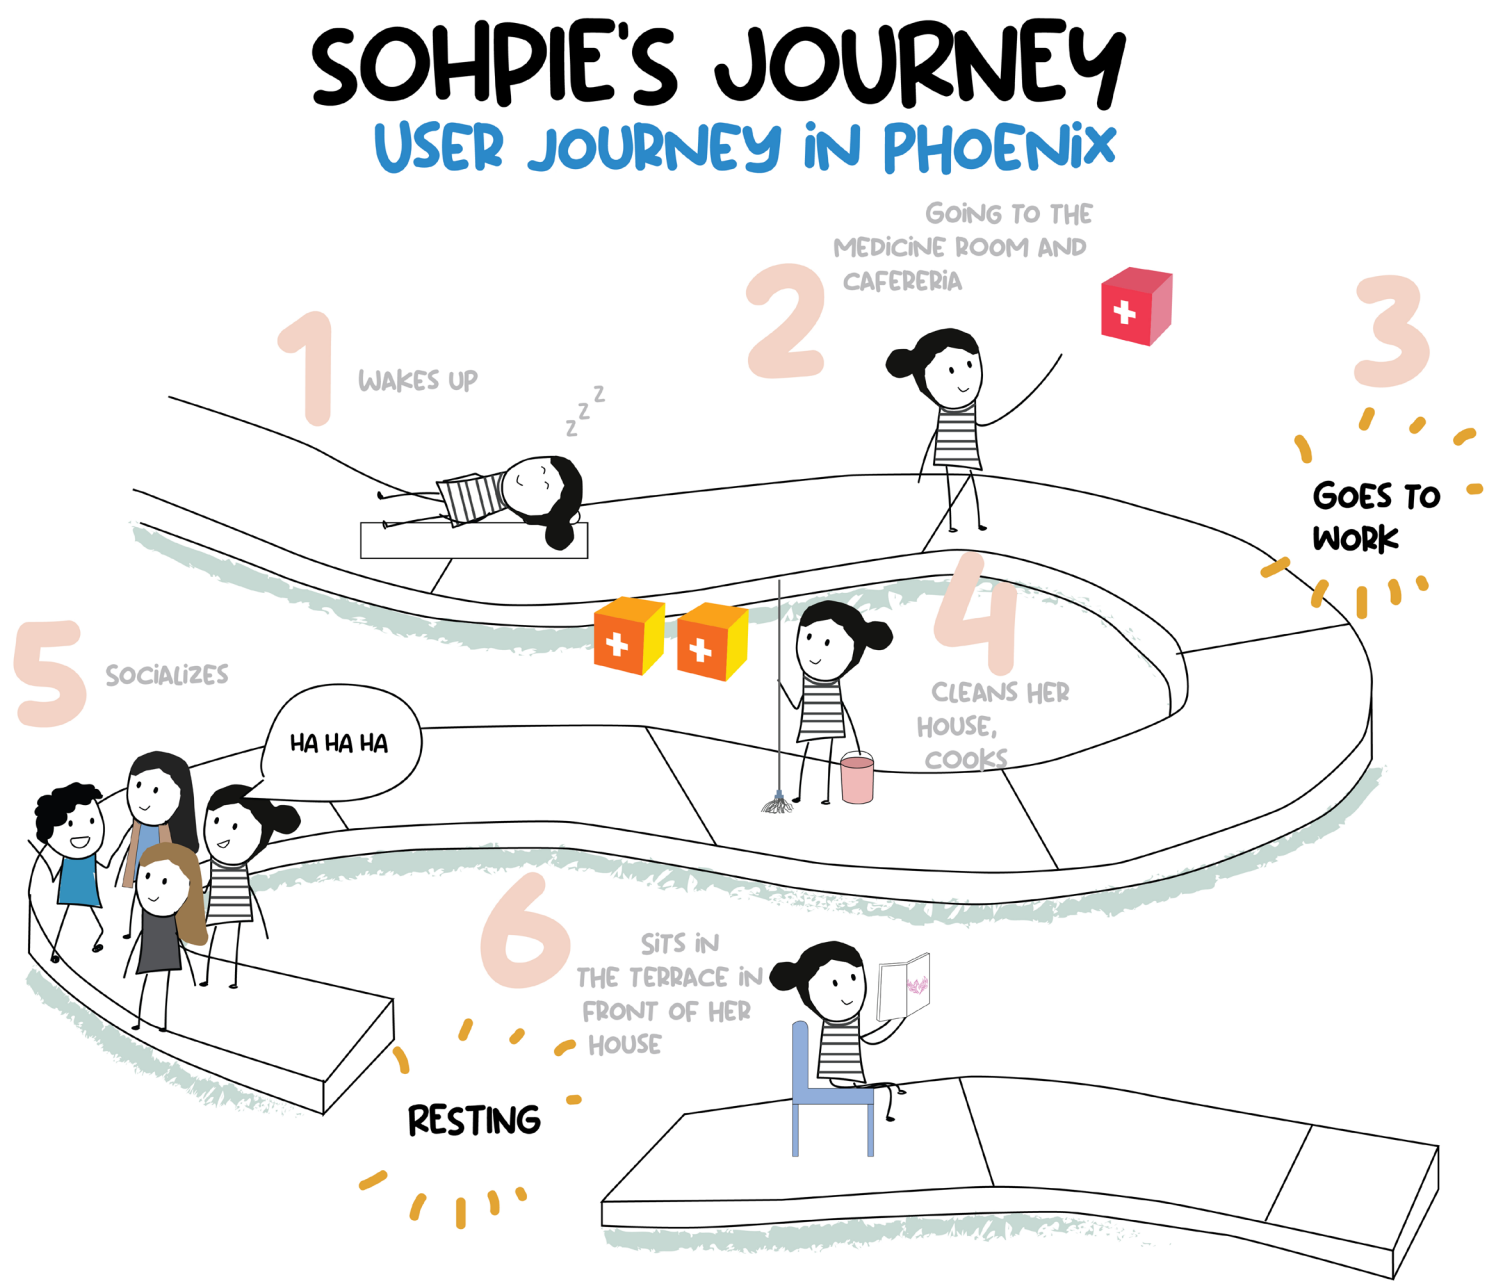 SOHPIE'S JOURNEY
USER JOURNEY iN PHOENiX
1
WAKES UP
z z z
2
GOiNG TO THE
MEDiCiNE ROOM AND
CAFERERiA
3
GOES TO
WORK
4
CLEANS HER
HOUSE,
COOKS
5
SOCiALiZES
HA HA HA
6
SiTS iN
THE TERRACE iN
FRONT OF HER
HOUSE
RESTING